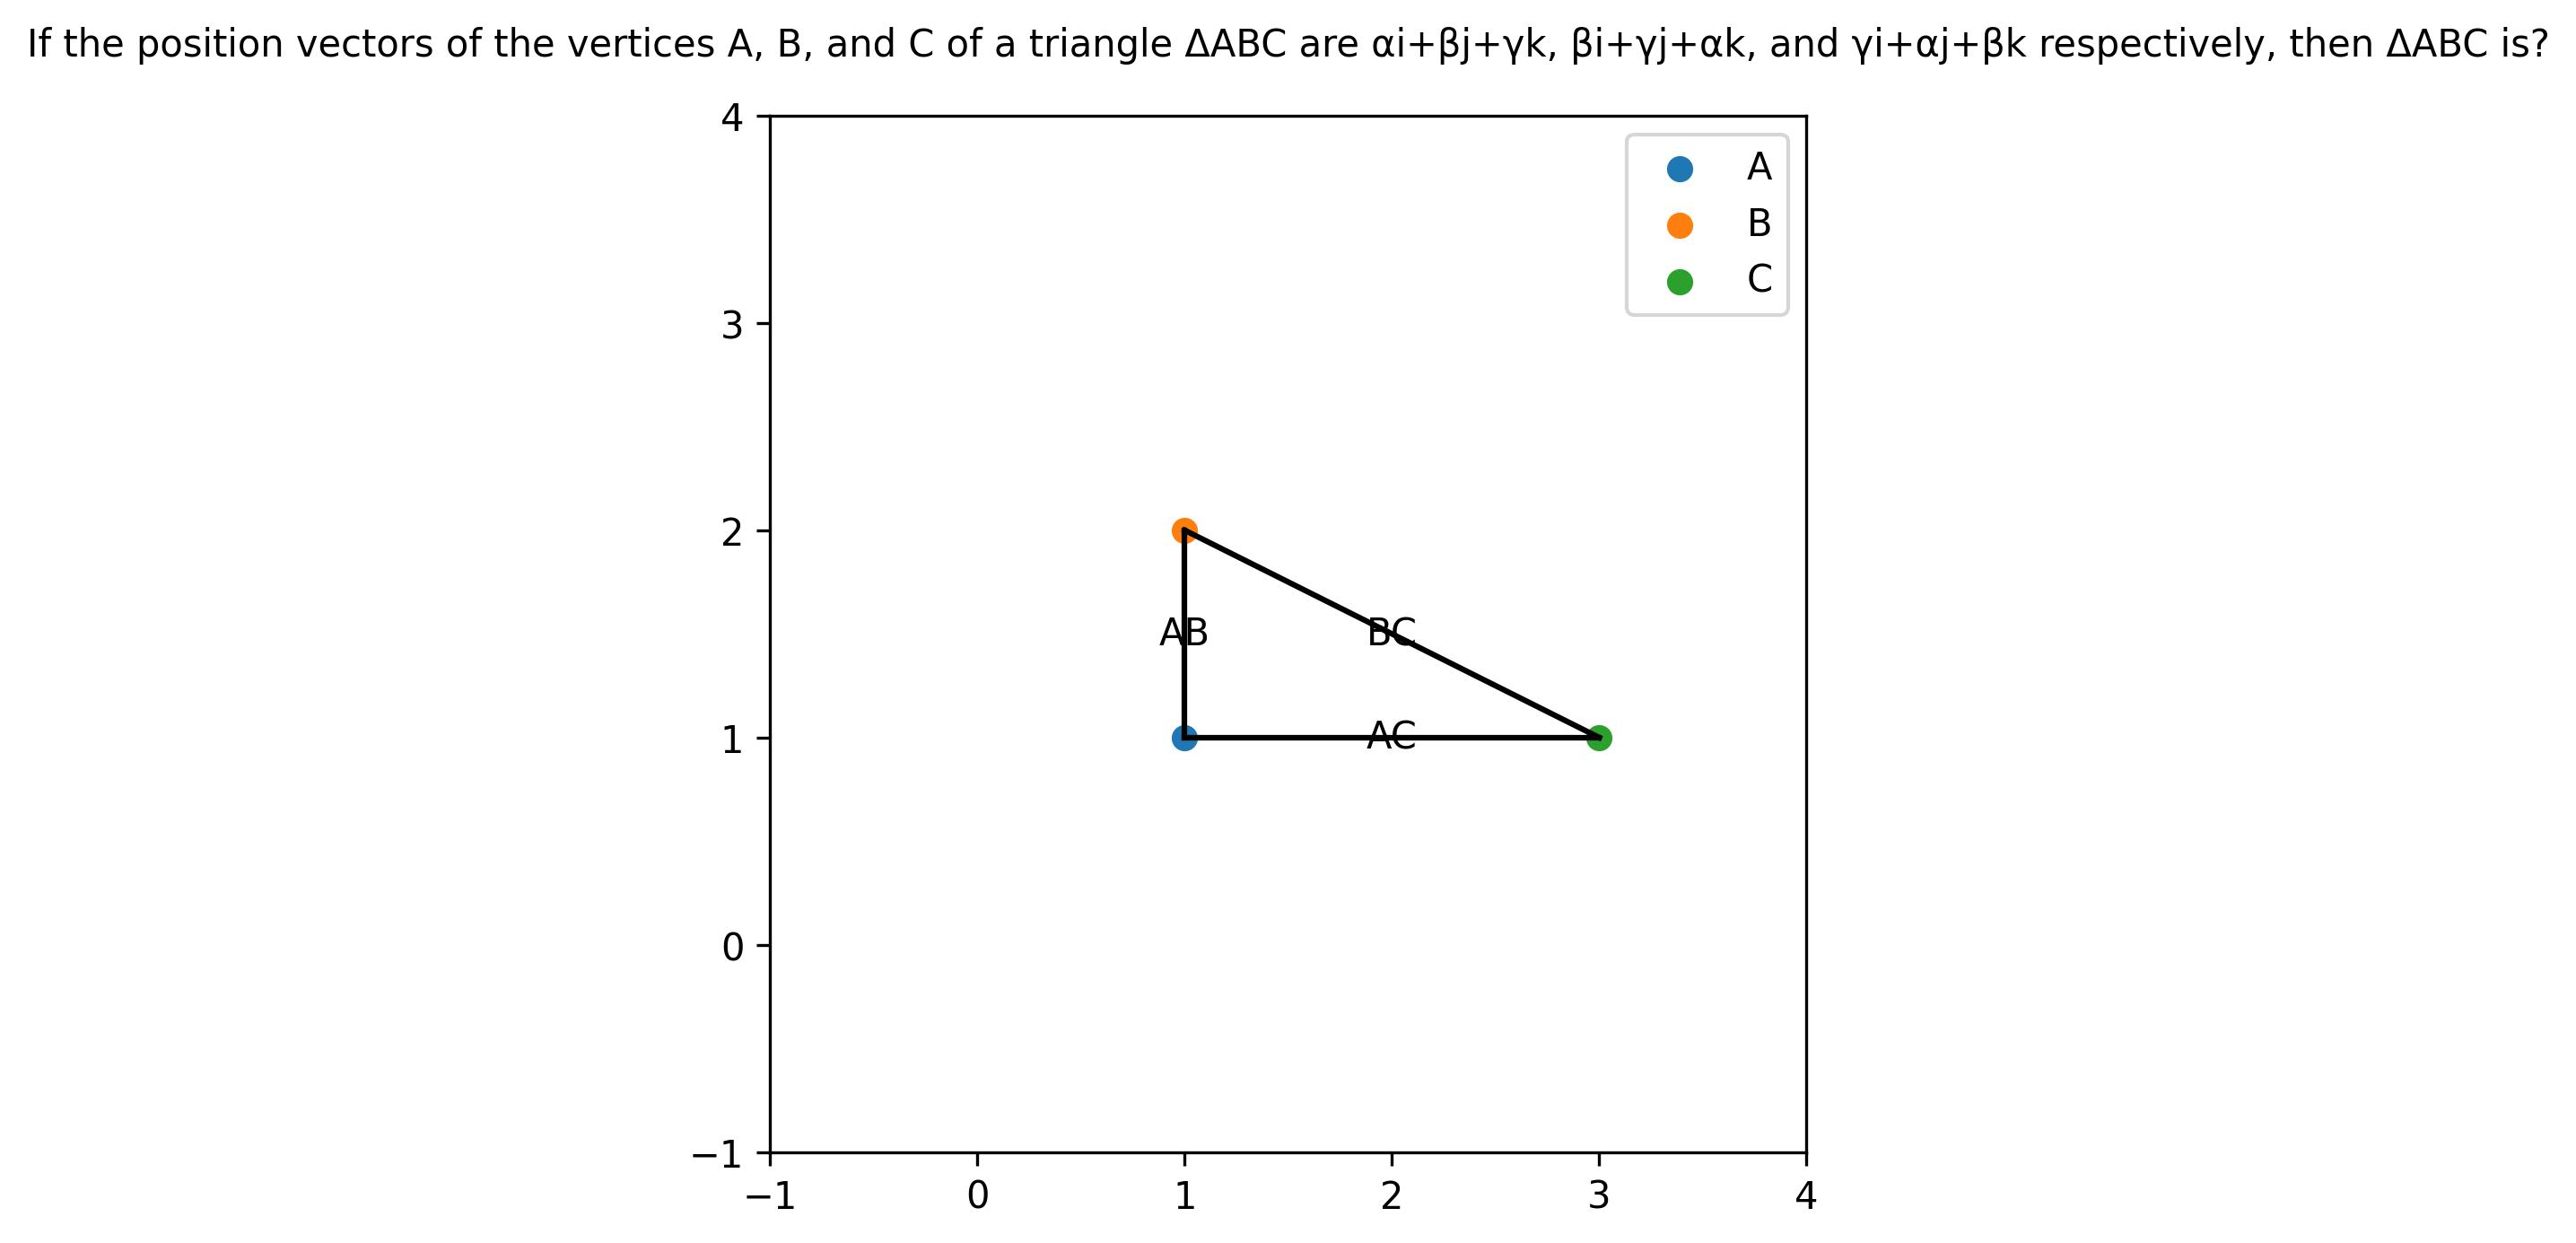 If the position vectors of the vertices A, B, and C of a triangle ΔABC are αi+βj+γk, βi+γj+αk, and γi+αj+βk respectively, then ΔABC is?
4
A
B
C
3
2
AB
BC
1
AC
0
−1
−1
0
1
2
3
4